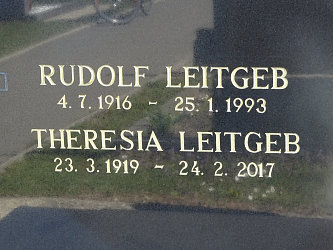 RUDOLF LEITGEB
4. 7. 1916 - 25. 1. 1993
THERESIA LEITGEB
23. 3. 1919 - 24. 2. 2017